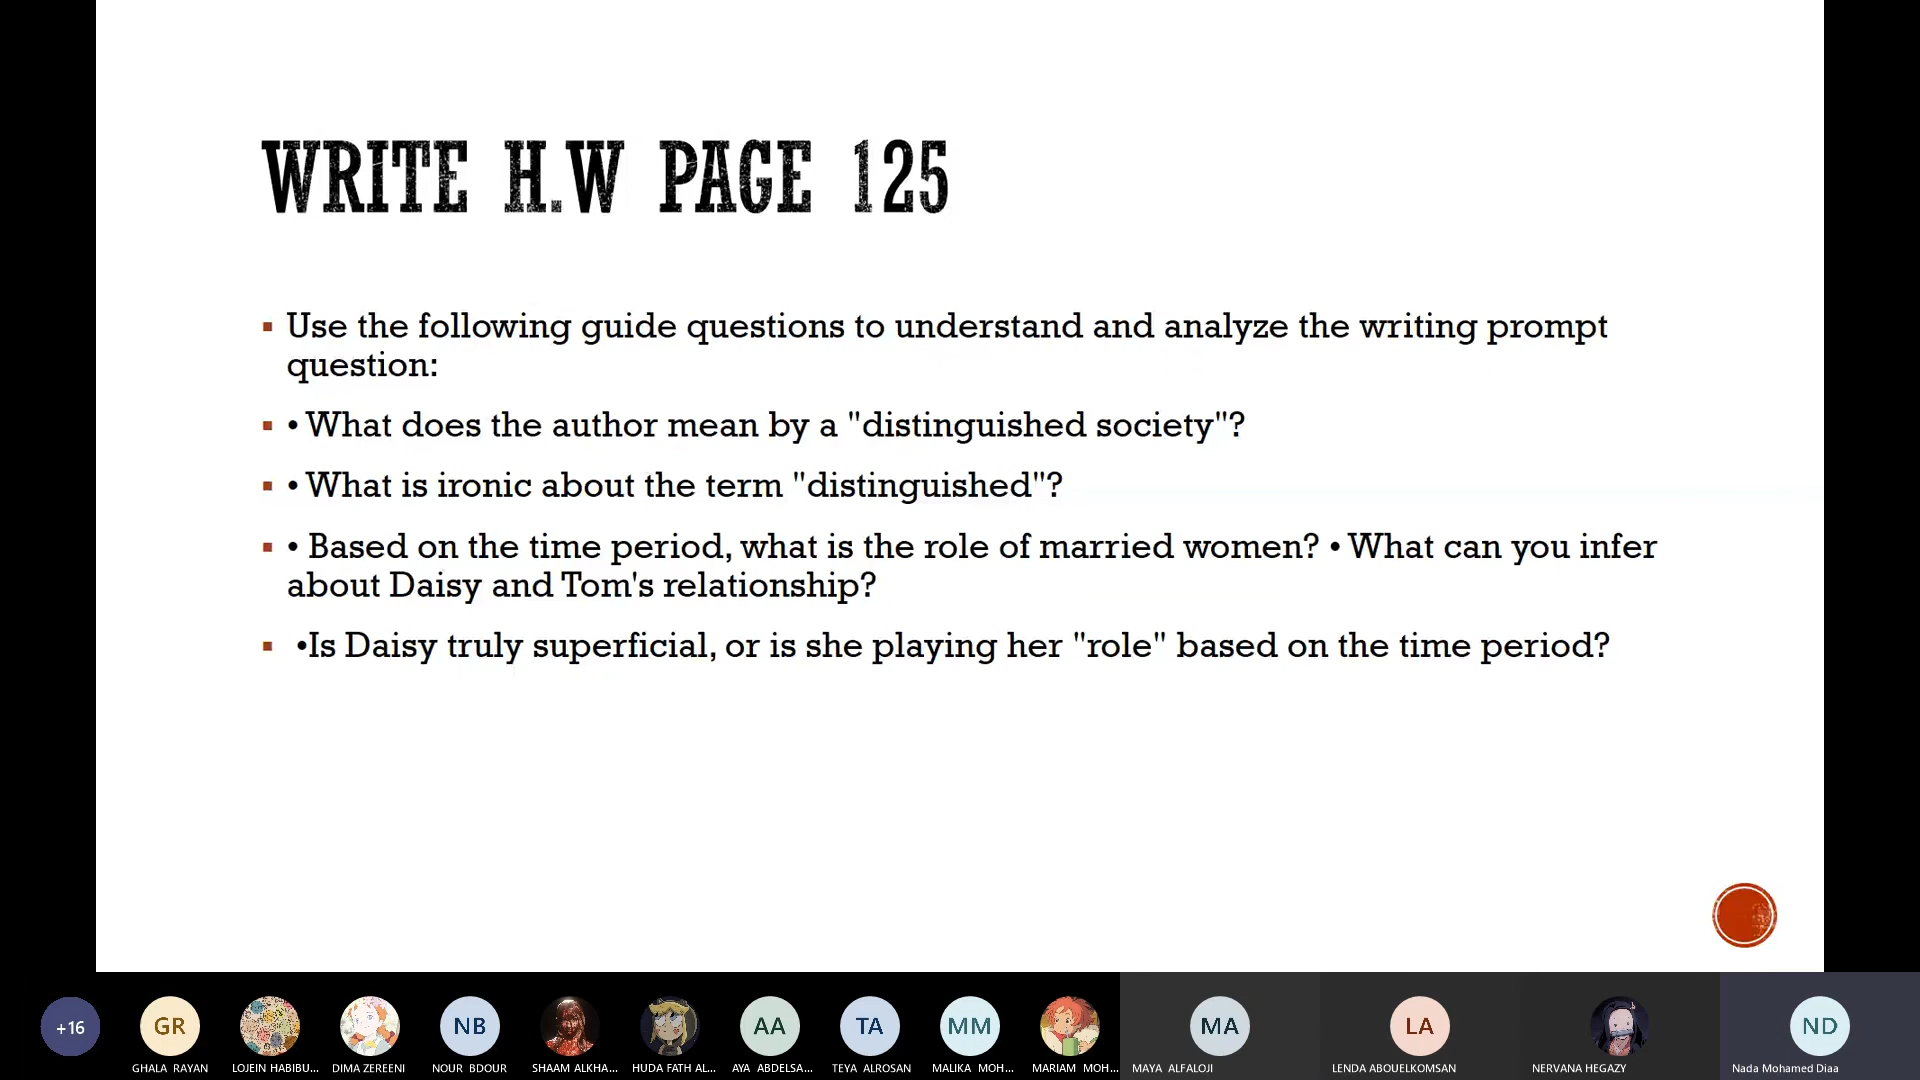 WRITE H.W PAGE 125
▪ Use the following guide questions to understand and analyze the writing prompt
question:
▪ • What does the author mean by a "distinguished society"?
▪ • What is ironic about the term "distinguished"?
▪ • Based on the time period, what is the role of married women? • What can you infer
about Daisy and Tom's relationship?
▪ •Is Daisy truly superficial, or is she playing her "role" based on the time period?
+16
GR
NB
AA
TA
MM
MA
LA
ND
GHALA RAYAN
LOJEIN HABIBU...
DIMA ZEREENI
NOUR BDOUR
SHAAM ALKHA...
HUDA FATH AL...
AYA ABDELSA...
TEYA ALROSAN
MALIKA MOH...
MARIAM MOH...
MAYA ALFALOJI
LENDA ABOUELKOMSAN
NERVANA HEGAZY
Nada Mohamed Diaa